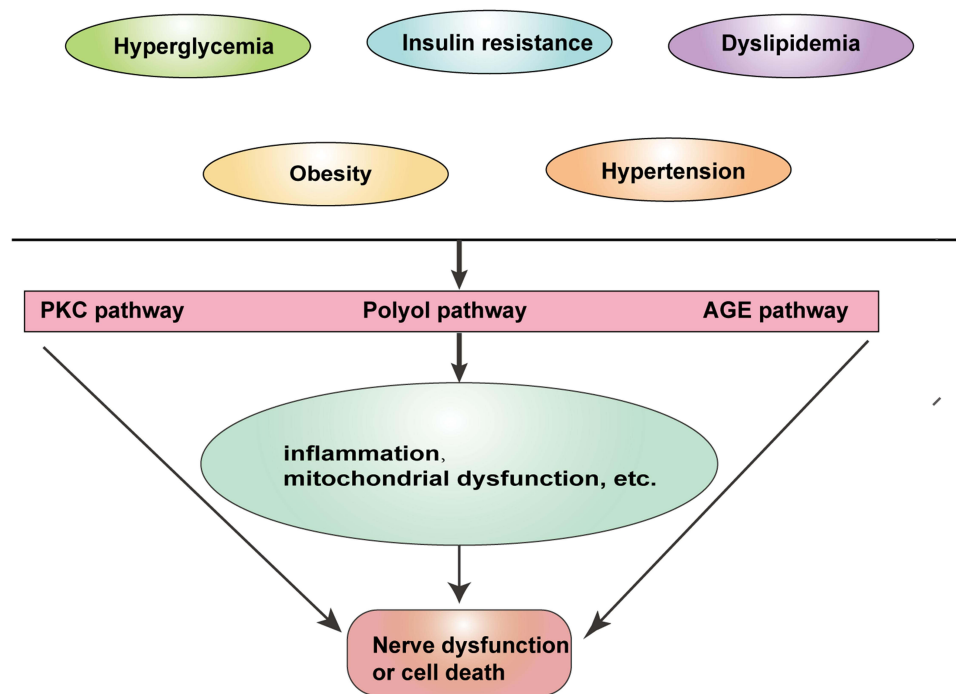 Hyperglycemia
Insulin resistance
Dyslipidemia
Obesity
Hypertension
PKC pathway
Polyol pathway
AGE pathway
inflammation,
mitochondrial dysfunction, etc.
Nerve dysfunction
or cell death